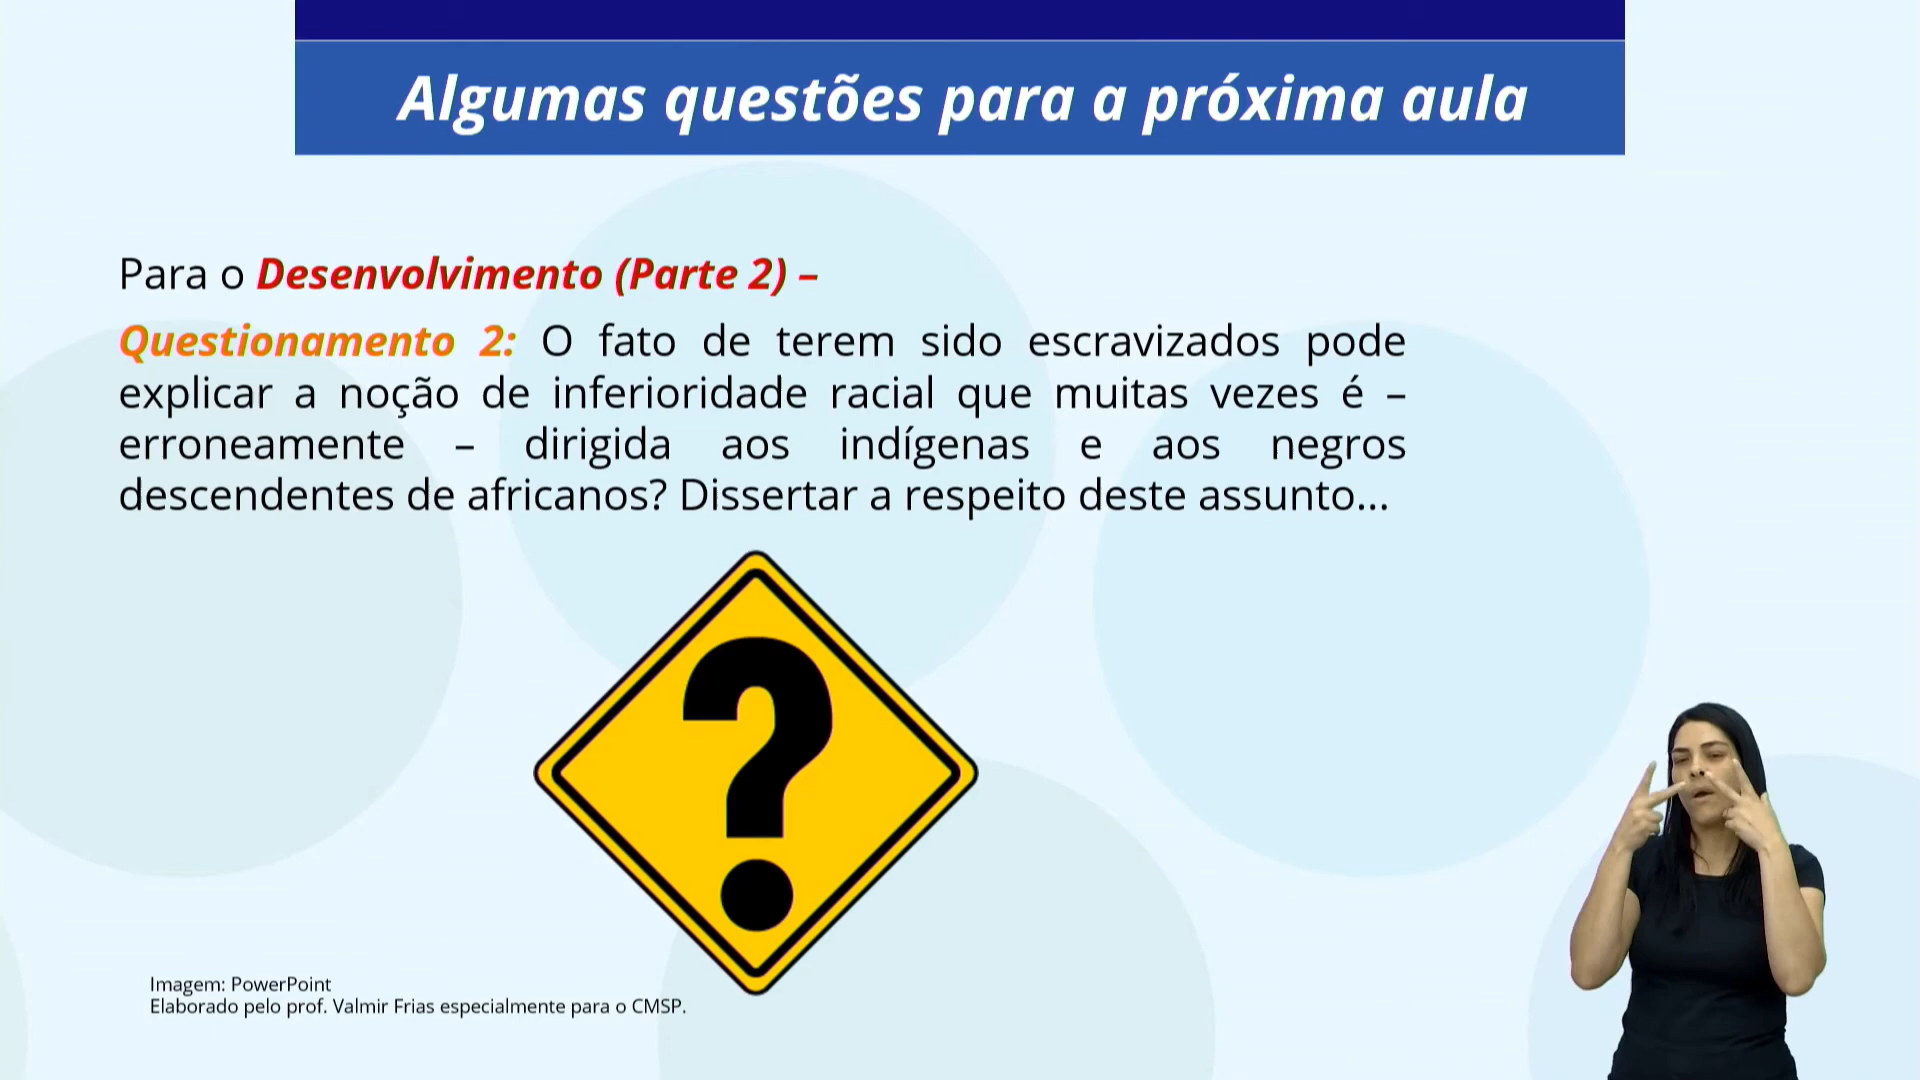 Algumas questões para a próxima aula
Para o Desenvolvimento (Parte 2) –
Questionamento 2: O fato de terem sido escravizados pode
explicar a noção de inferioridade racial que muitas vezes é –
erroneamente – dirigida aos indígenas e aos negros
descendentes de africanos? Dissertar a respeito deste assunto...
?
Imagem: PowerPoint
Elaborado pelo prof. Valmir Frias especialmente para o CMSP.